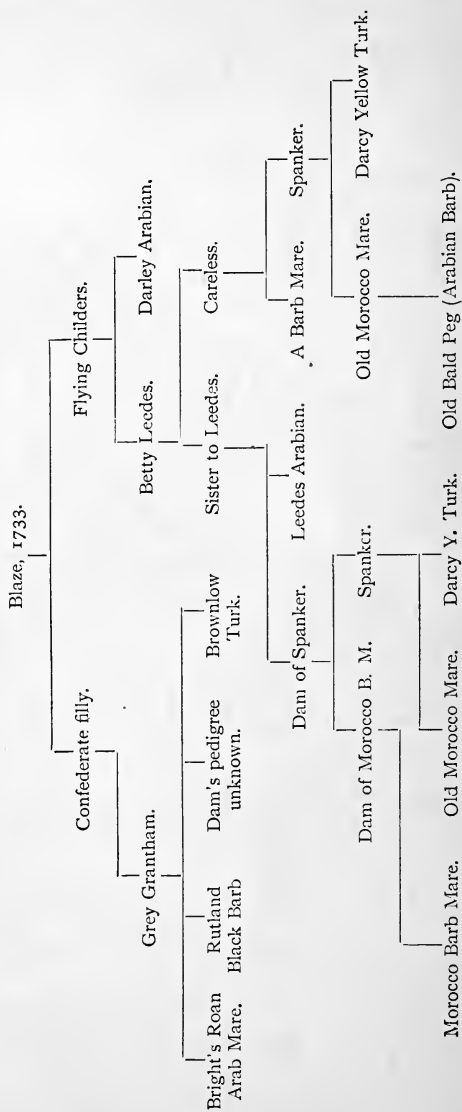 Blaze, 1733.
Confederate filly.
Flying Childers.
Grey Grantham.
Betty Leedes.
Darley Arabian.
Bright's Roan
Arab Mare.
Rutland
Black Barb
Dam's pedigree
unknown.
Brownlow
Turk.
Sister to Leedes.
Careless.
Dam of Spanker.
Leedes Arabian.
A Barb Mare.
Spanker.
Dam of Morocco B. M.
Spanker.
Old Morocco Mare.
Darcy Yellow Turk.
Morocco Barb Mare.
Old Morocco Mare.
Darcy Y. Turk.
Old Bald Peg (Arabian Barb).